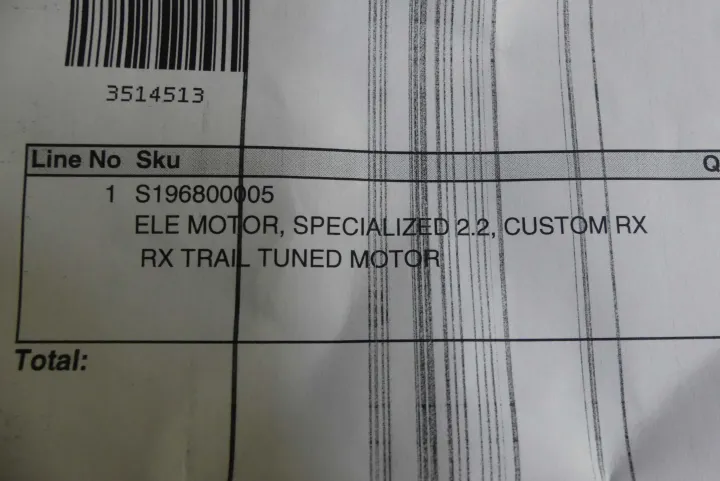 3514513
Line No Sku Q
1 S196800005
ELE MOTOR, SPECIALIZED 2.2, CUSTOM RX
RX TRAIL TUNED MOTOR
Total: